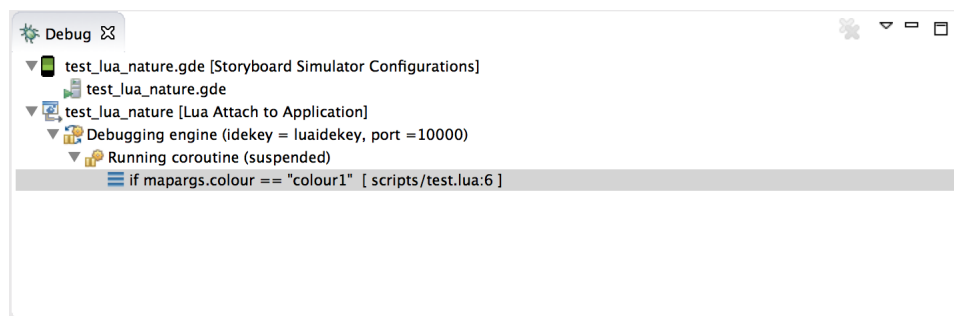 Debug
test_lua_nature.gde [Storyboard Simulator Configurations]
test_lua_nature.gde
test_lua_nature [Lua Attach to Application]
Debugging engine (idekey = luaidekey, port =10000)
Running coroutine (suspended)
if mapargs.colour == "colour1" [ scripts/test.lua:6 ]